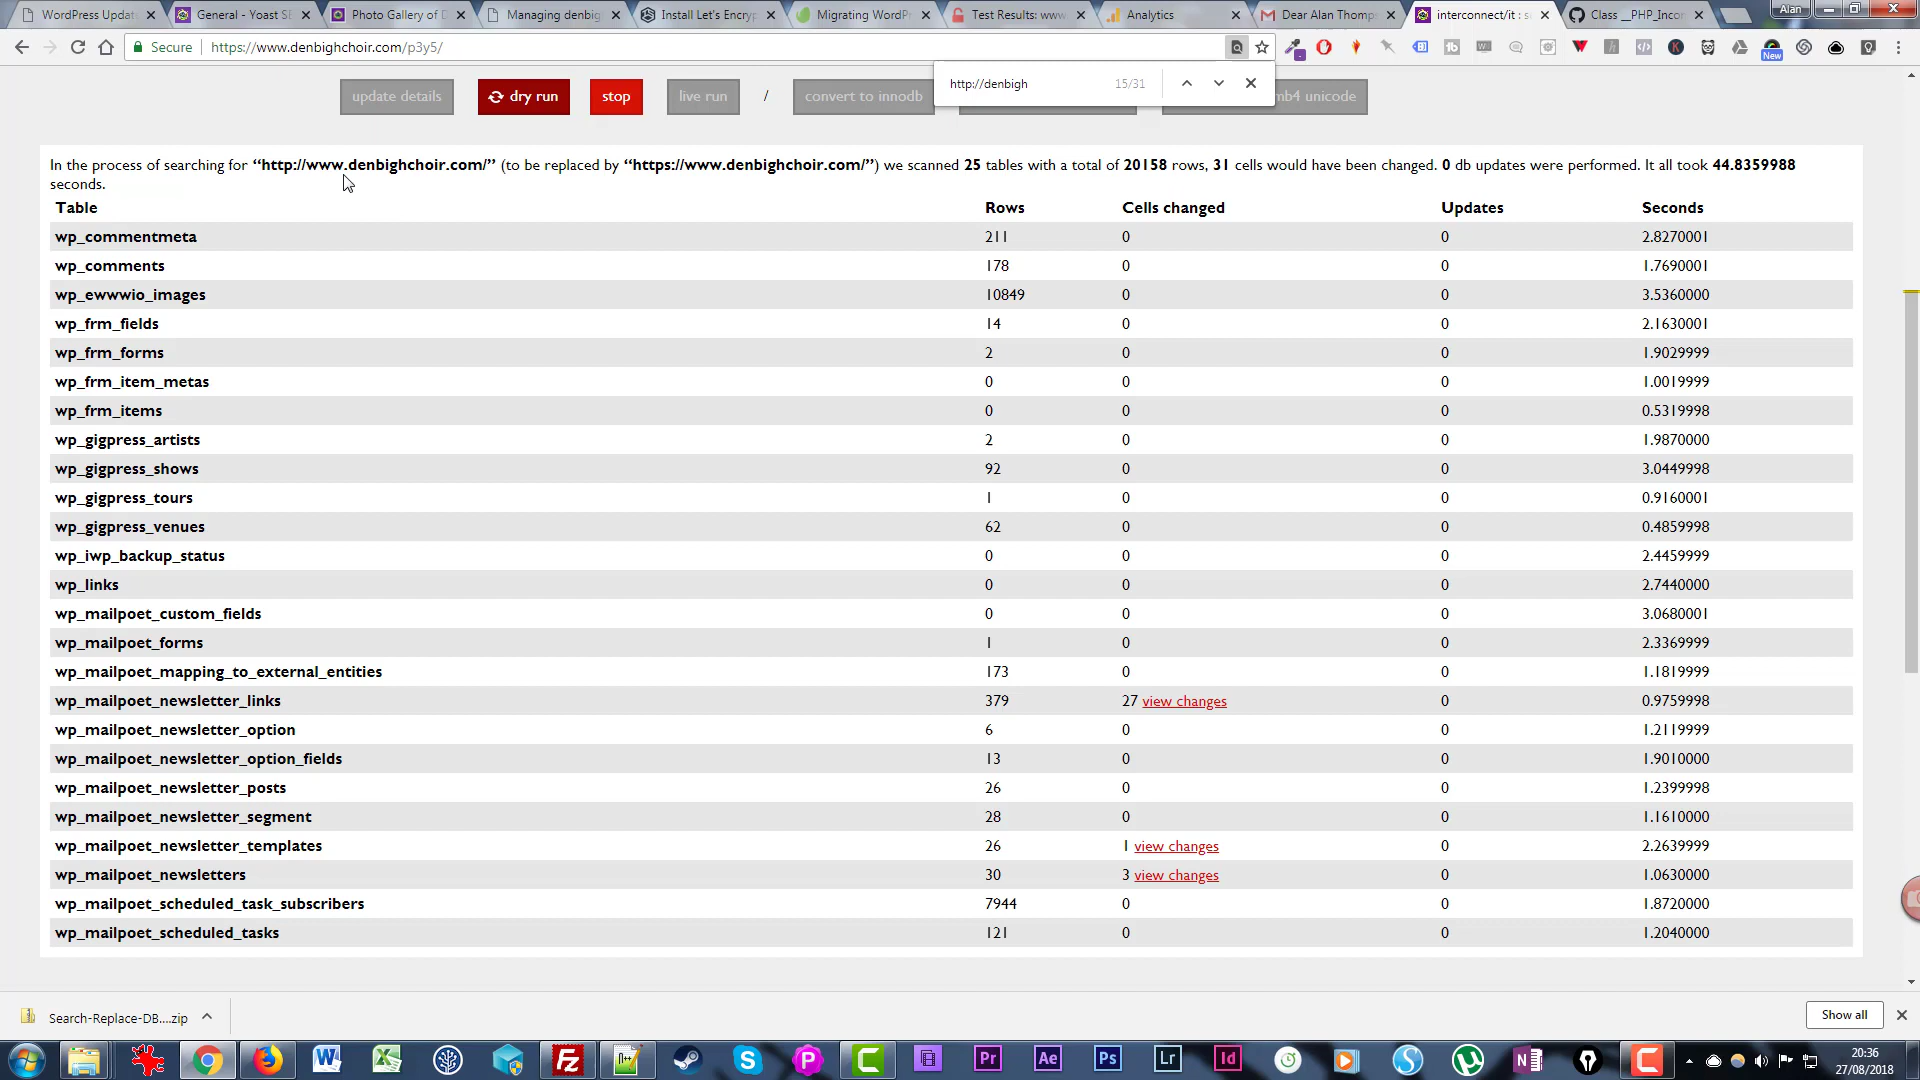 WordPress Updat
General - Yoast SE
Photo Gallery of D
Managing denbig
Install Let's Encryp
Migrating WordPr
Test Results: www
Analytics
Dear Alan Thomps
interconnect/it : se
Class __PHP_Incom
Alan
Secure
https://www.denbighchoir.com/p3y5/
New
http://denbigh
15/31
update details
dry run
stop
live run
/
convert to innodb
mb4 unicode
In the process of searching for “http://www.denbighchoir.com/” (to be replaced by “https://www.denbighchoir.com/”) we scanned 25 tables with a total of 20158 rows, 31 cells would have been changed. 0 db updates were performed. It all took 44.8359988
seconds.
Table Rows Cells changed Updates Seconds
wp_commentmeta 211 0 0 2.8270001
wp_comments 178 0 0 1.7690001
wp_ewwwio_images 10849 0 0 3.5360000
wp_frm_fields 14 0 0 2.1630001
wp_frm_forms 2 0 0 1.9029999
wp_frm_item_metas 0 0 0 1.0019999
wp_frm_items 0 0 0 0.5319998
wp_gigpress_artists 2 0 0 1.9870000
wp_gigpress_shows 92 0 0 3.0449998
wp_gigpress_tours 1 0 0 0.9160001
wp_gigpress_venues 62 0 0 0.4859998
wp_iwp_backup_status 0 0 0 2.4459999
wp_links 0 0 0 2.7440000
wp_mailpoet_custom_fields 0 0 0 3.0680001
wp_mailpoet_forms 1 0 0 2.3369999
wp_mailpoet_mapping_to_external_entities 173 0 0 1.1819999
wp_mailpoet_newsletter_links 379 27 view changes 0 0.9759998
wp_mailpoet_newsletter_option 6 0 0 1.2119999
wp_mailpoet_newsletter_option_fields 13 0 0 1.9010000
wp_mailpoet_newsletter_posts 26 0 0 1.2399998
wp_mailpoet_newsletter_segment 28 0 0 1.1610000
wp_mailpoet_newsletter_templates 26 1 view changes 0 2.2639999
wp_mailpoet_newsletters 30 3 view changes 0 1.0630000
wp_mailpoet_scheduled_task_subscribers 7944 0 0 1.8720000
wp_mailpoet_scheduled_tasks 121 0 0 1.2040000
Search-Replace-DB....zip
Show all
Pr
Ae
Ps
Lr
Id
20:36
27/08/2018